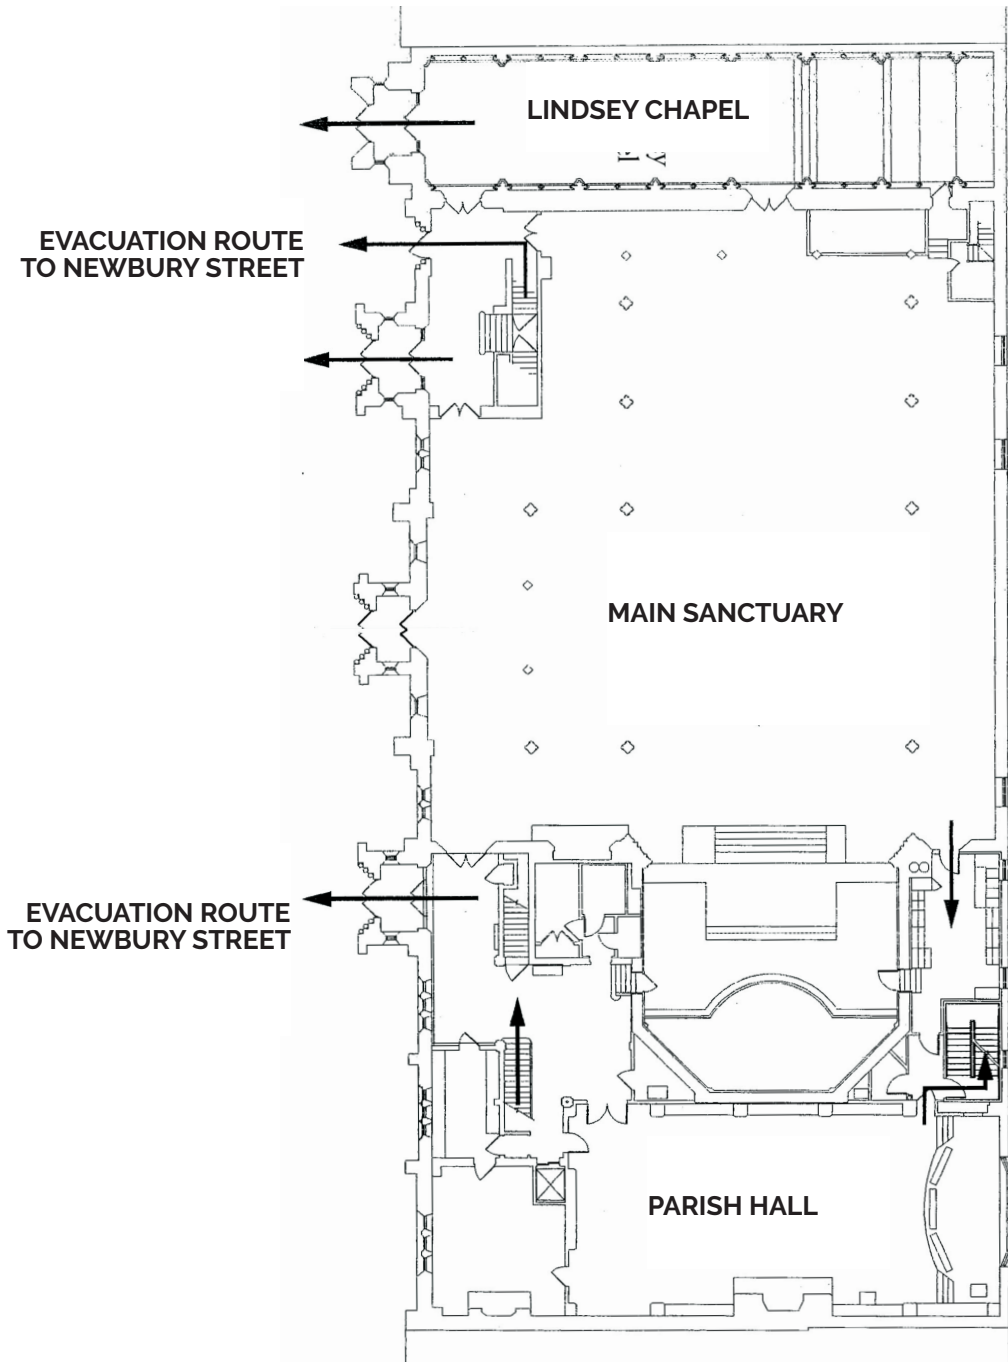 LINDSEY CHAPEL
EVACUATION ROUTE
TO NEWBURY STREET
MAIN SANCTUARY
EVACUATION ROUTE
TO NEWBURY STREET
PARISH HALL